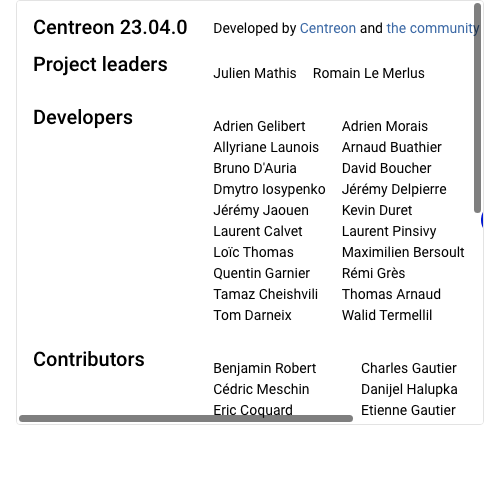 Centreon 23.04.0 Developed by Centreon and the community
Project leaders
Julien Mathis Romain Le Merlus
Developers
Adrien Gelibert Adrien Morais
Allyriane Launois Arnaud Buathier
Bruno D'Auria David Boucher
Dmytro Iosypenko Jérémy Delpierre
Jérémy Jaouen Kevin Duret
Laurent Calvet Laurent Pinsivy
Loïc Thomas Maximilien Bersoult
Quentin Garnier Rémi Grès
Tamaz Cheishvili Thomas Arnaud
Tom Darneix Walid Termellil
Contributors
Benjamin Robert Charles Gautier
Cédric Meschin Danijel Halupka
Eric Coquard Etienne Gautier